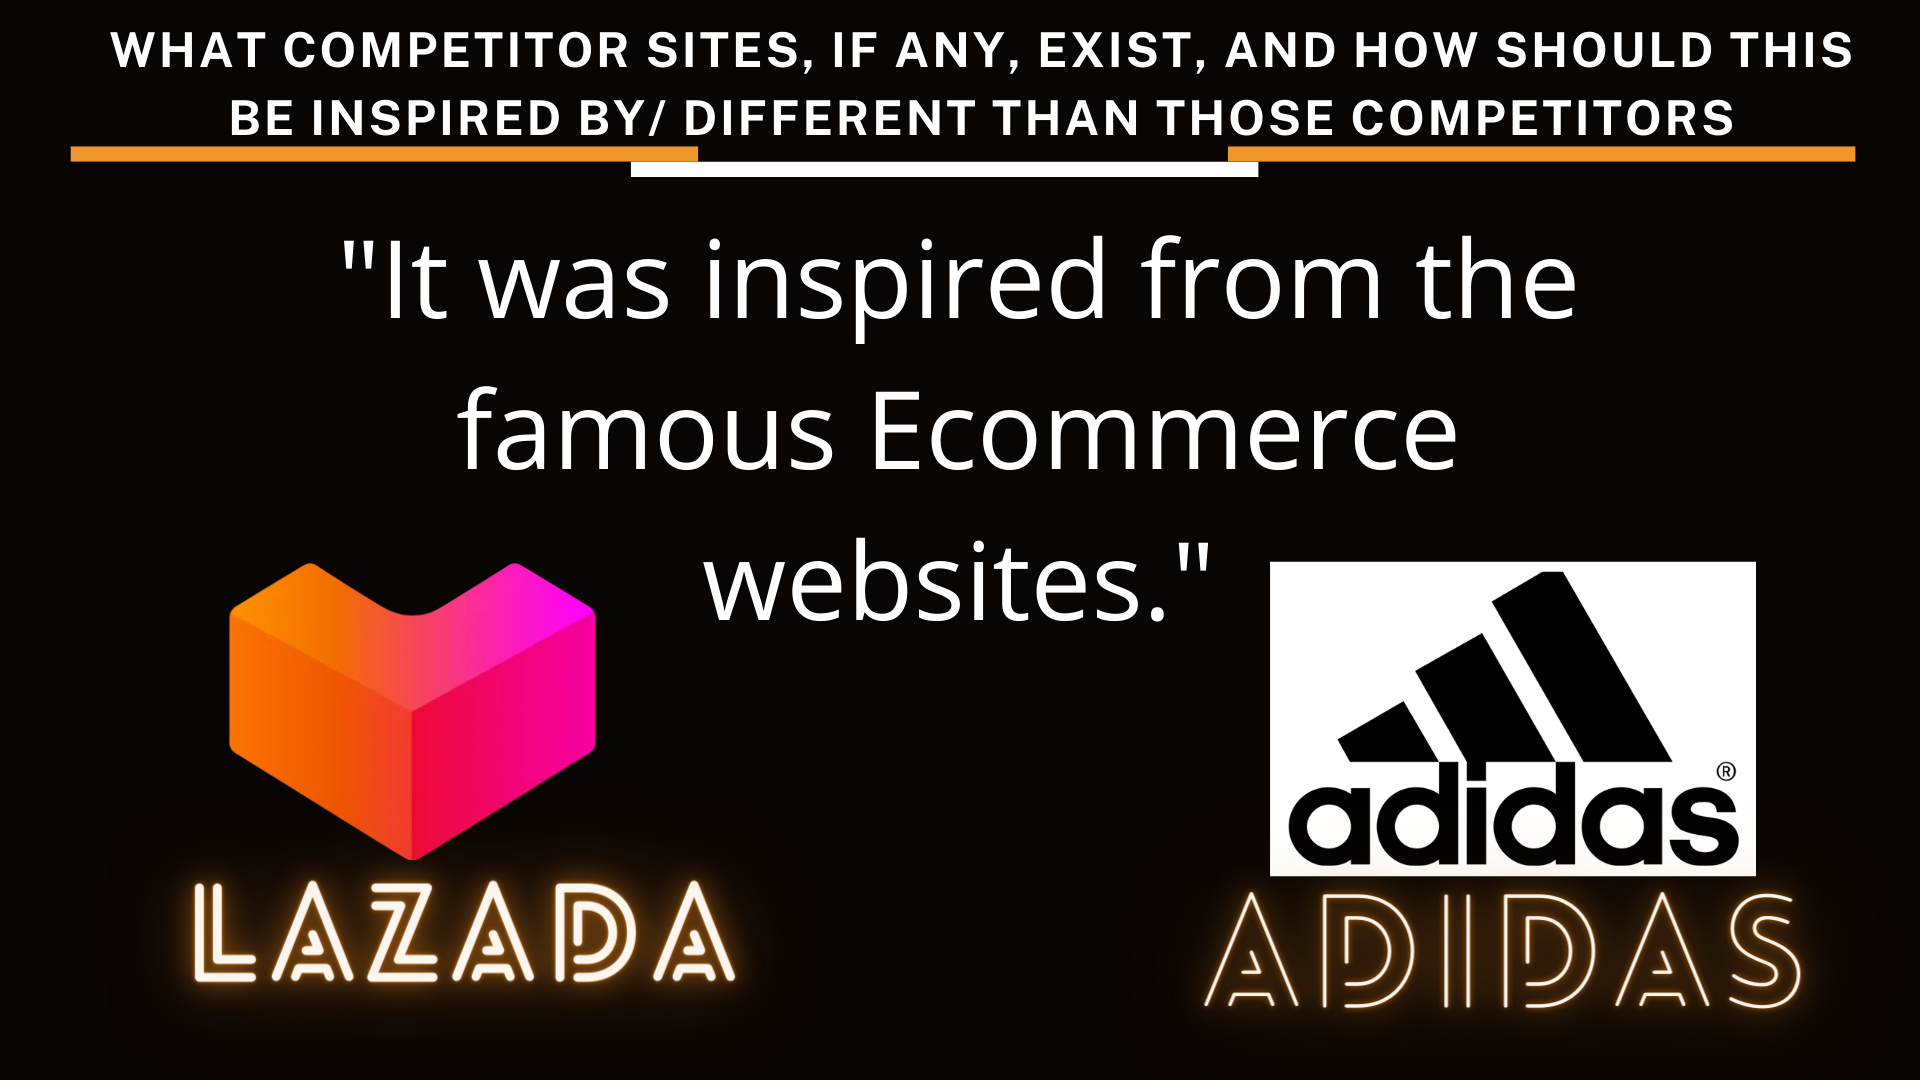 WHAT COMPETITOR SITES, IF ANY, EXIST, AND HOW SHOULD THIS
BE INSPIRED BY/ DIFFERENT THAN THOSE COMPETITORS
"It was inspired from the
famous Ecommerce
websites."
adidas®
LAZADA
ADIDAS